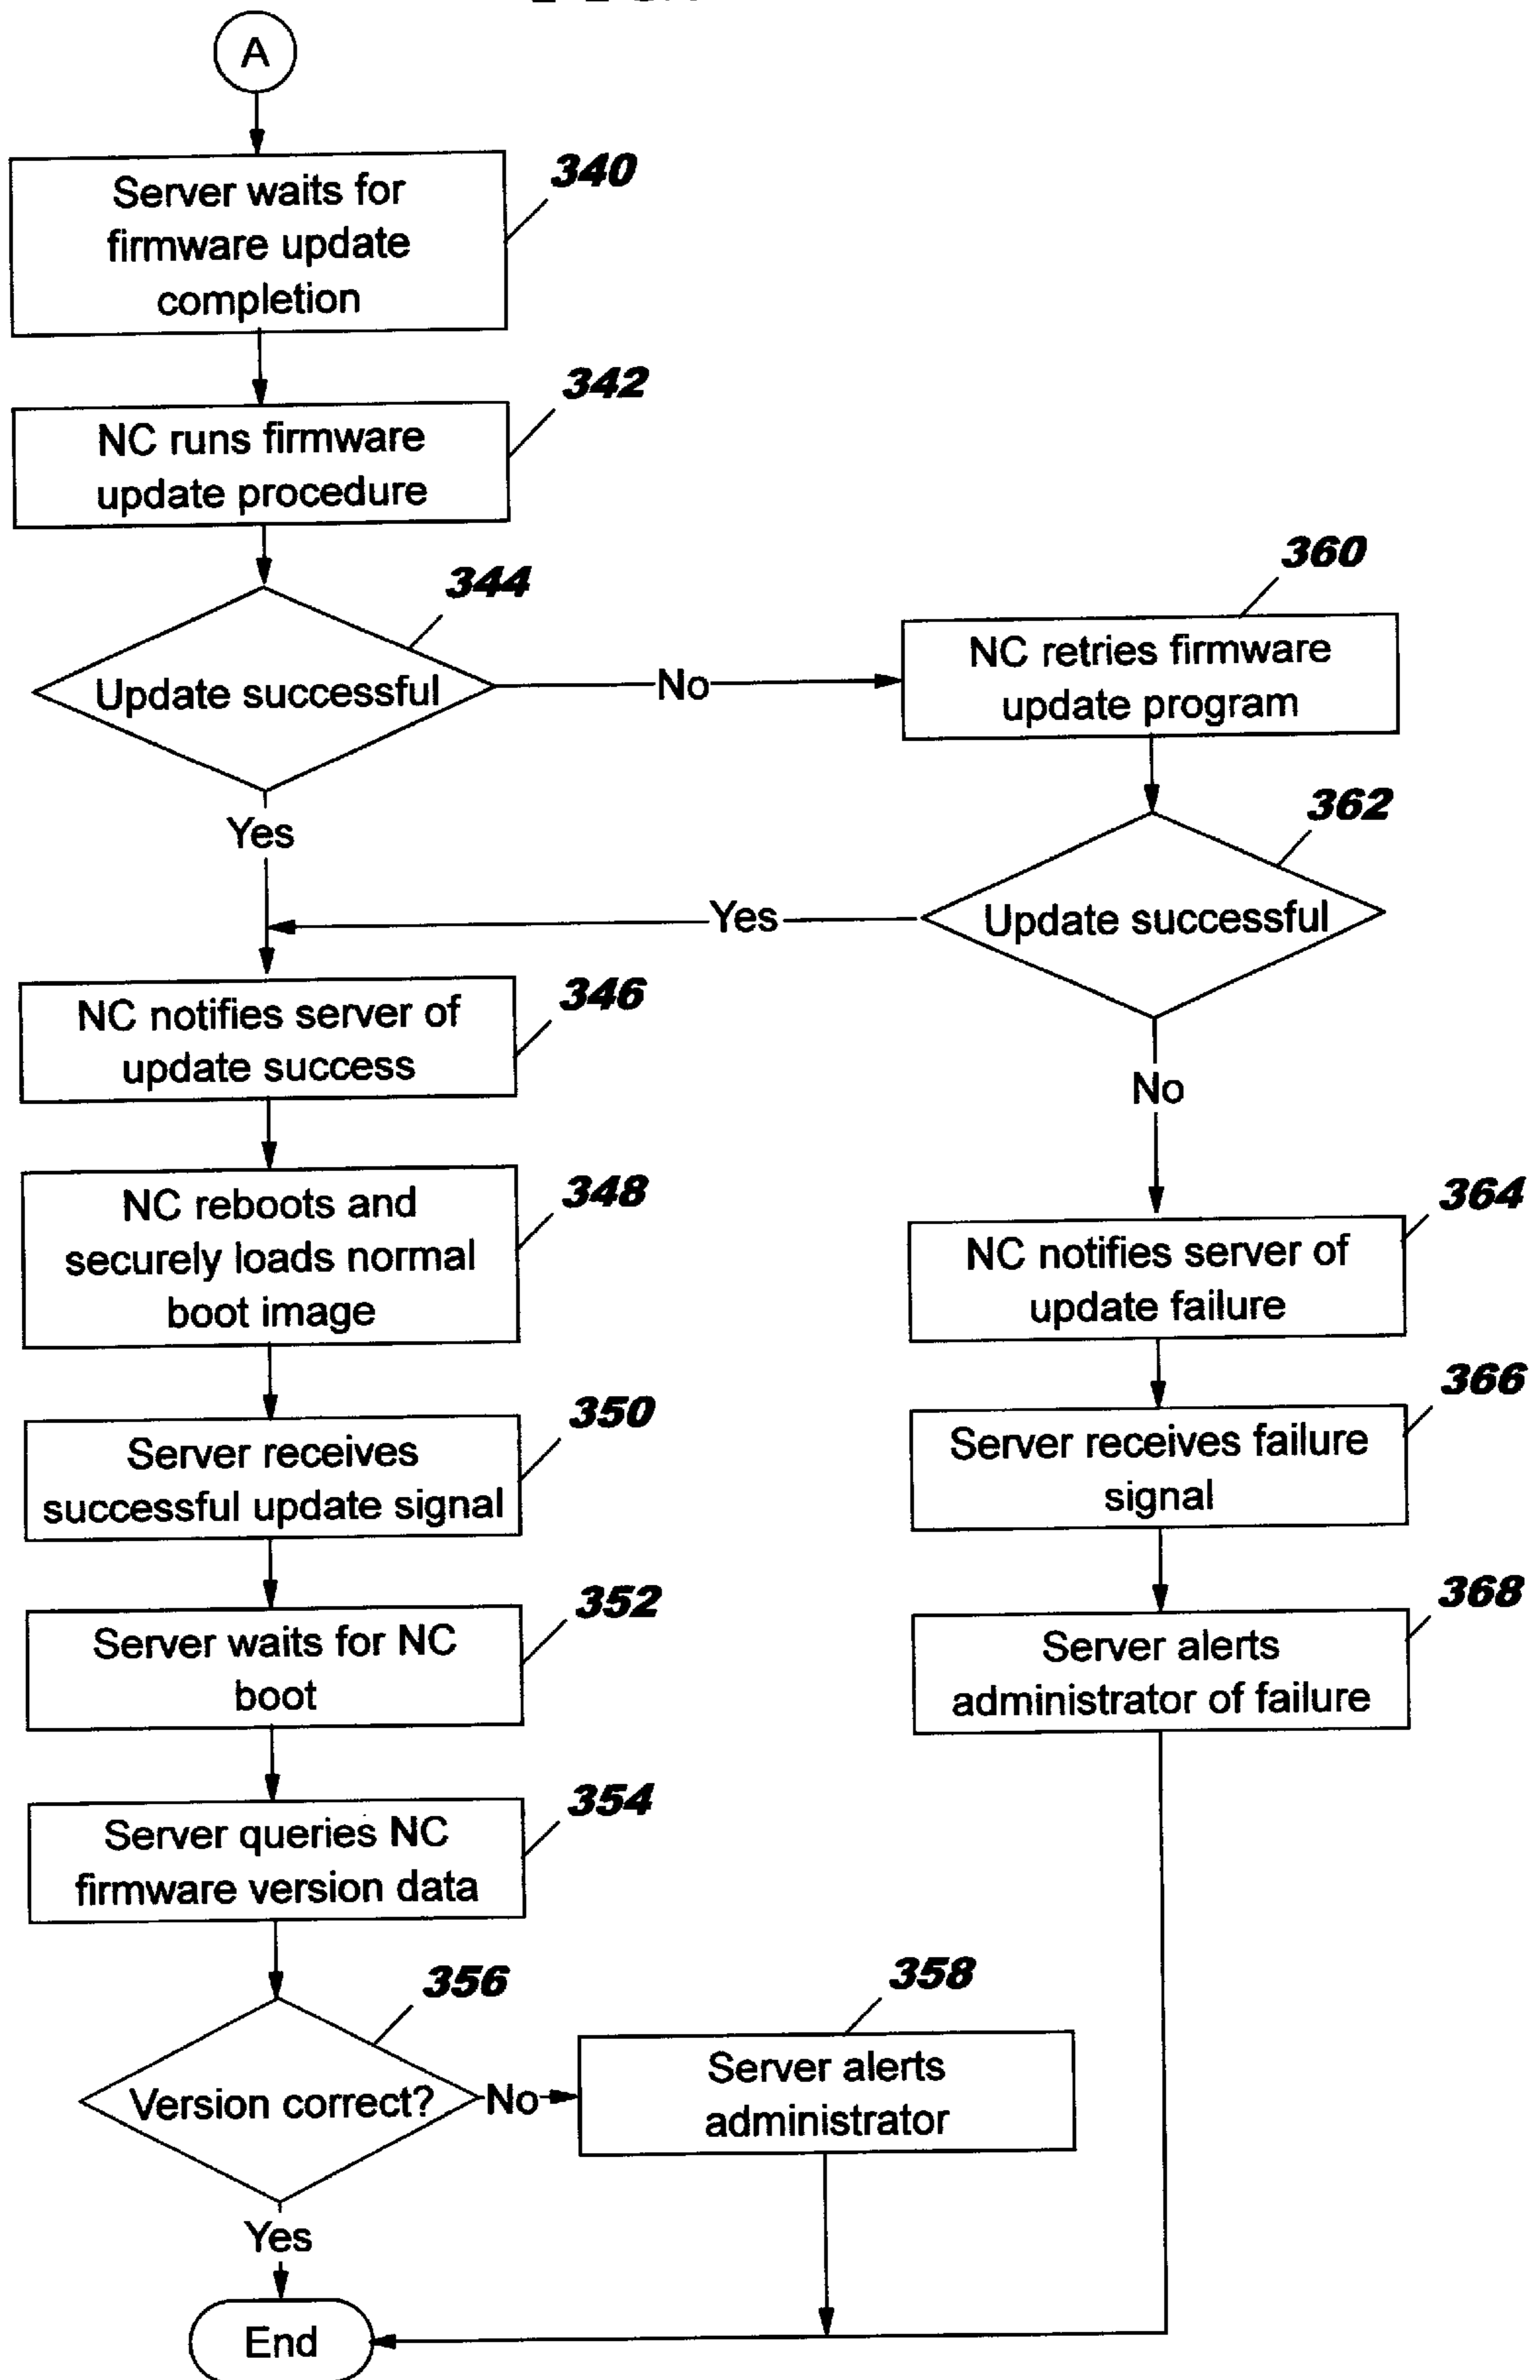 A
Server waits for
firmware update
completion
340
NC runs firmware
update procedure
342
344
Update successful
No
360
NC retries firmware
update program
Yes
362
Update successful
Yes
NC notifies server of
update success
346
No
NC reboots and
securely loads normal
boot image
348
364
NC notifies server of
update failure
Server receives
successful update signal
350
366
Server receives failure
signal
Server waits for NC
boot
352
368
Server alerts
administrator of failure
Server queries NC
firmware version data
354
356
Version correct?
No
358
Server alerts
administrator
Yes
End